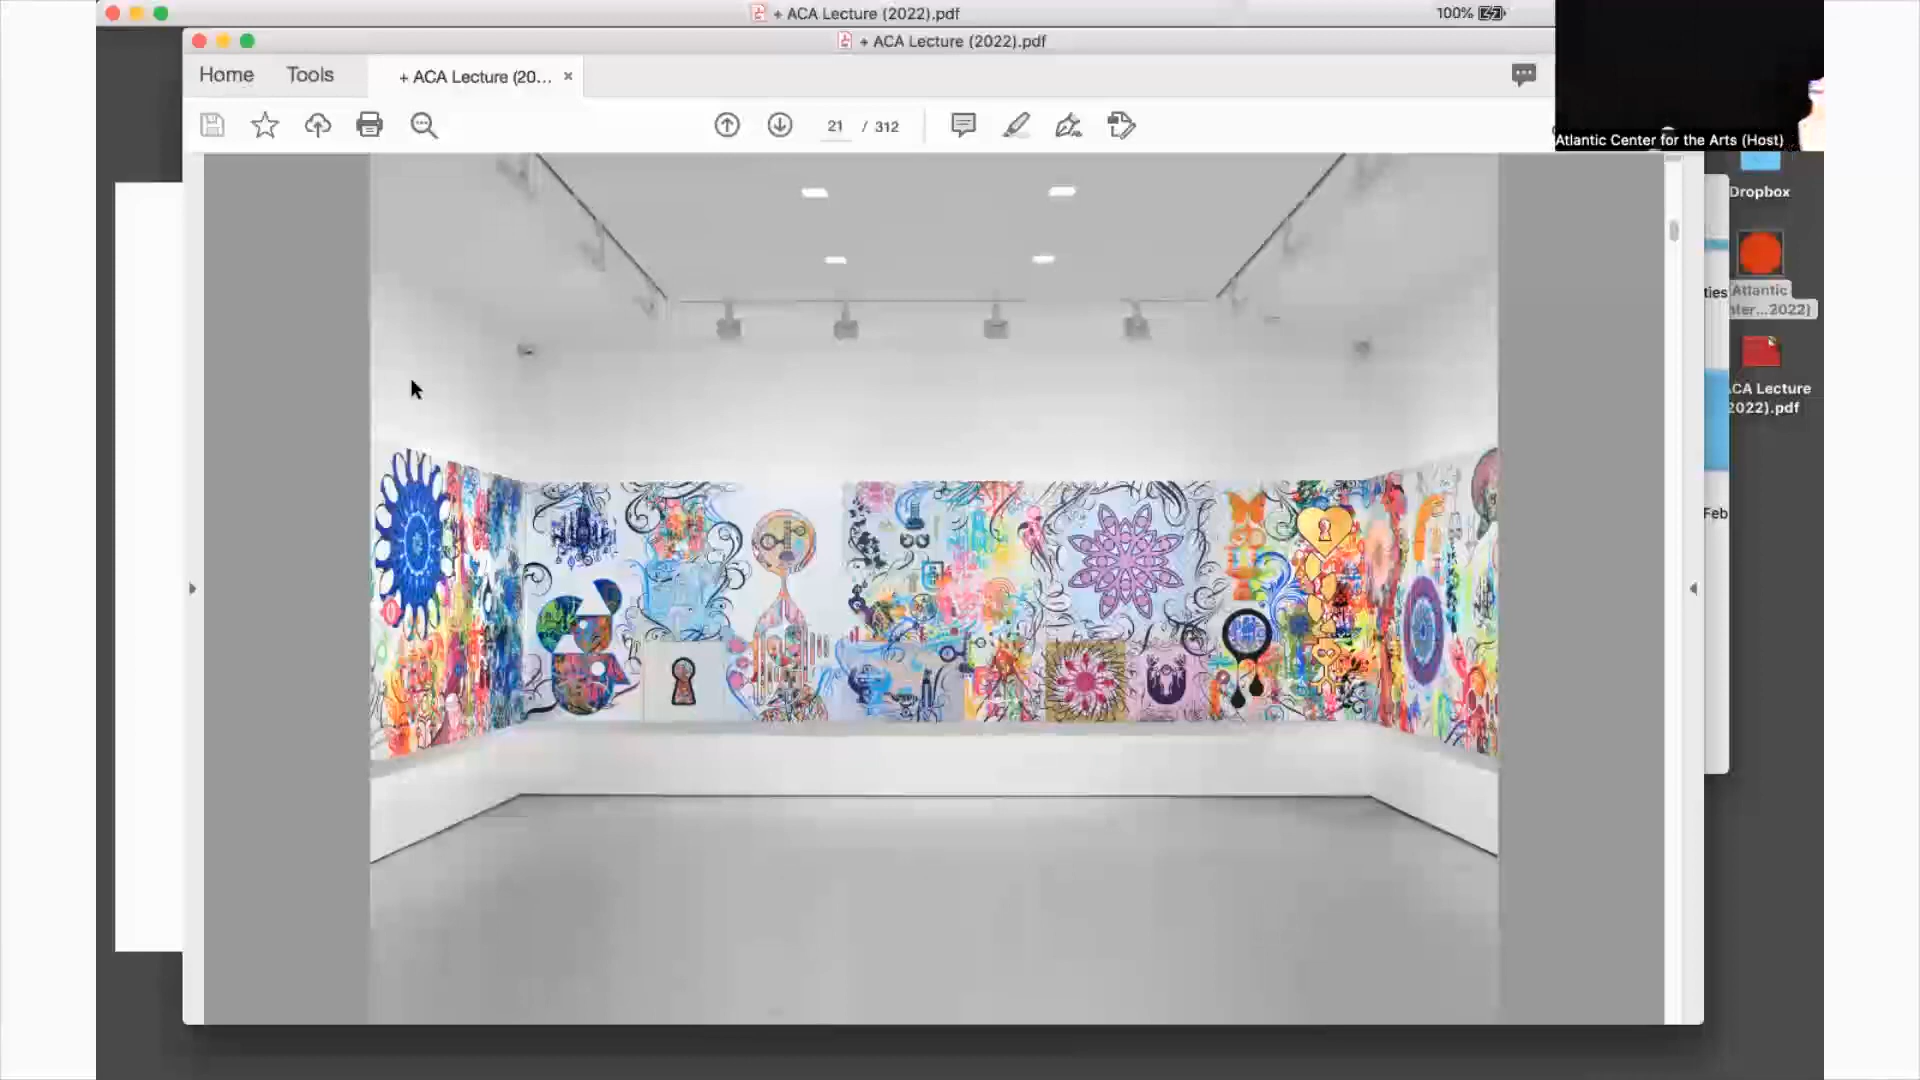 + ACA Lecture (2022).pdf
100%
+ ACA Lecture (2022).pdf
Home
Tools
+ ACA Lecture (20...
×
21 / 312
Atlantic Center for the Arts (Host)
Dropbox
ties
Atlantic
nter...2022)
CA Lecture
2022).pdf
Feb